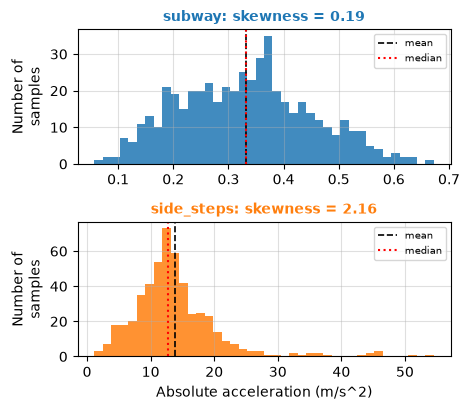 subway: skewness = 0.19
Number of
samples
30
20
10
0
mean
median
0.1 0.2 0.3 0.4 0.5 0.6 0.7
side_steps: skewness = 2.16
Number of
samples
60
40
20
0
mean
median
0 10 20 30 40 50
Absolute acceleration (m/s^2)